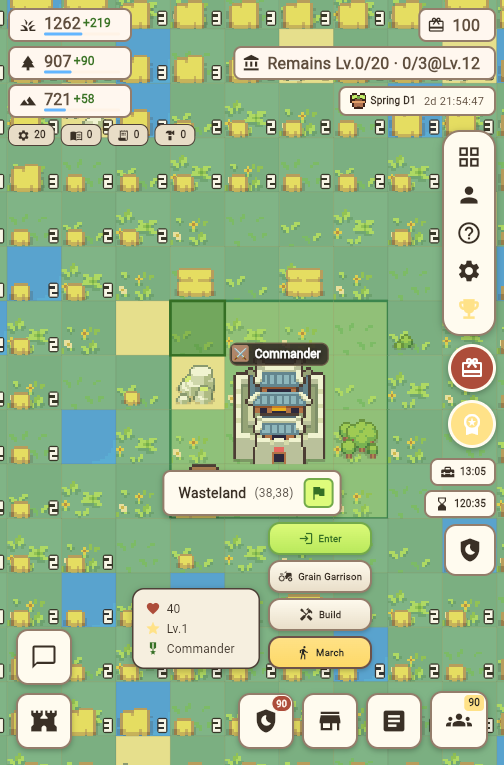 1262 +219
100
907 +90
Remains Lv.0/20 · 0/3@Lv.12
721 +58
Spring D1 2d 21:54:47
20 0 0 0
Commander
13:05
Wasteland (38,38)
120:35
Enter
Grain Garrison
40
Build
Lv.1
Commander
March
90
90